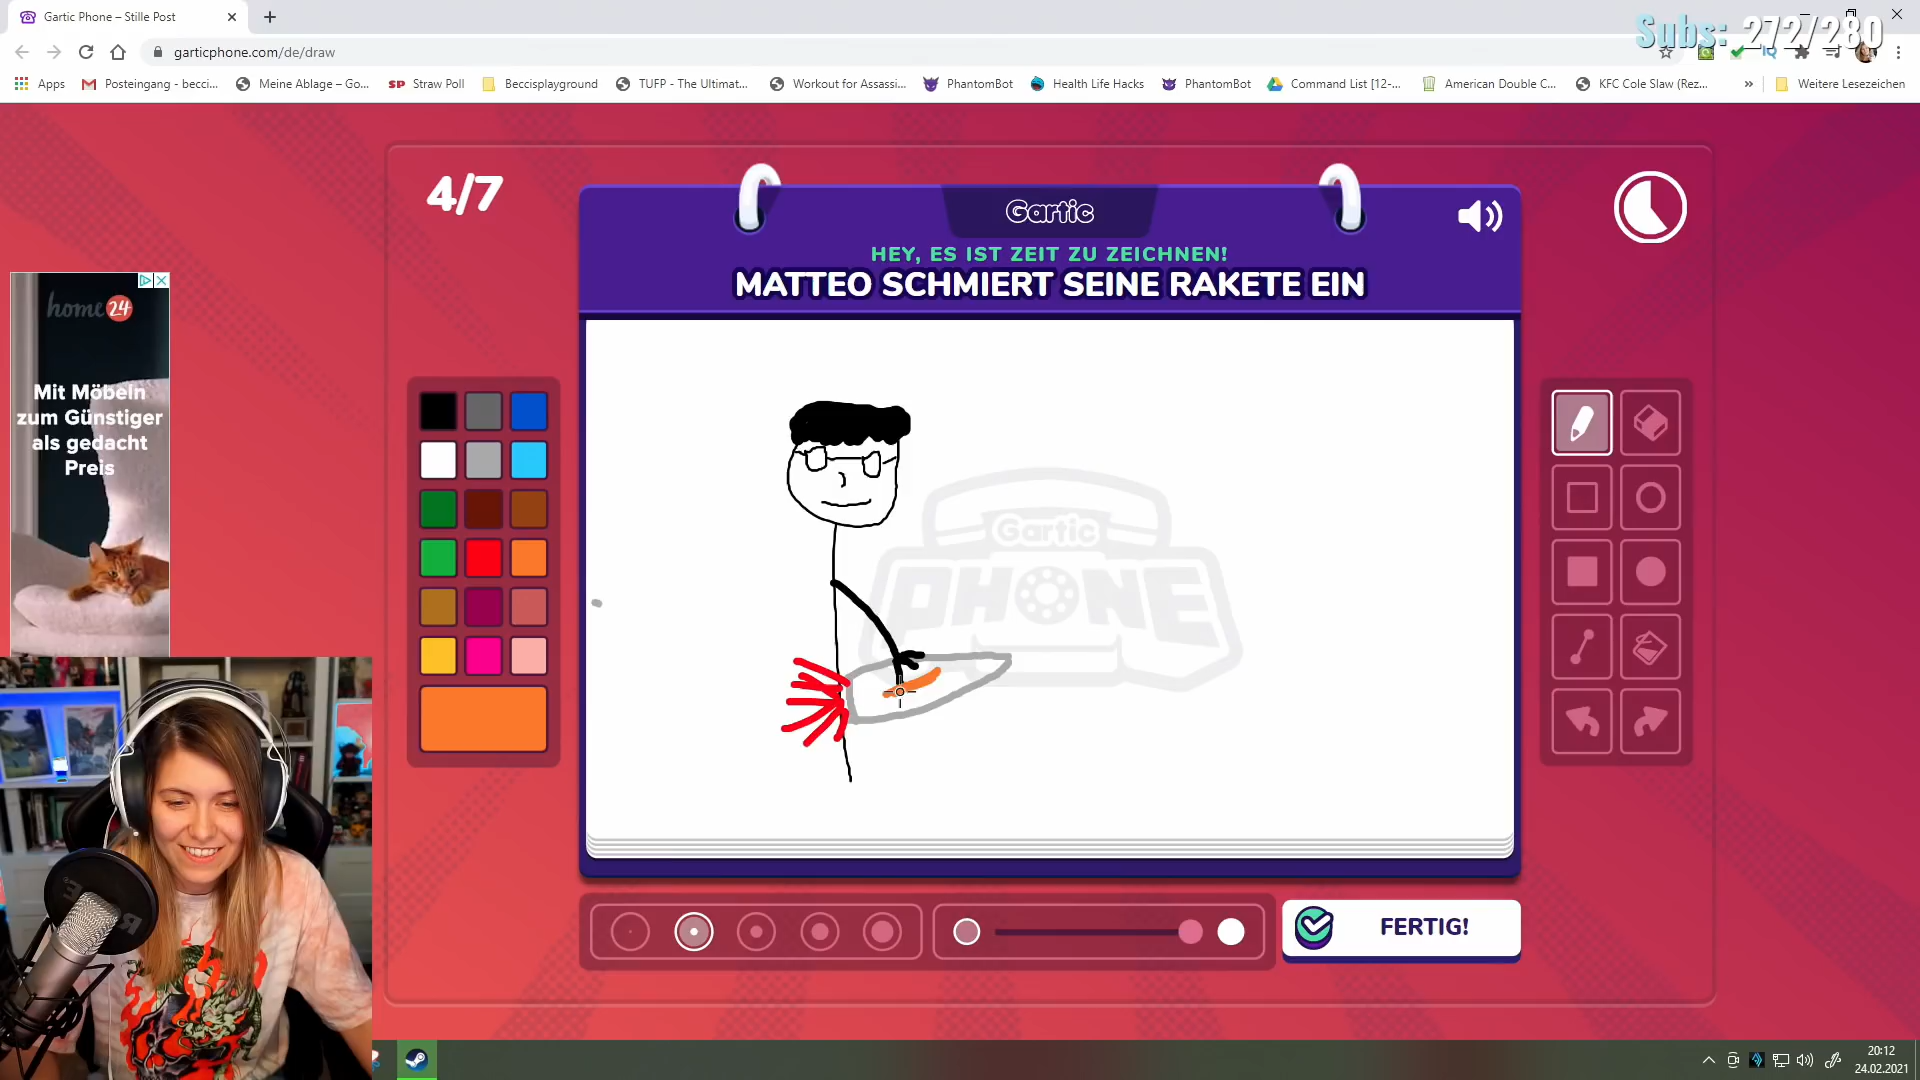 Gartic Phone – Stille Post
Subs: 272/280
garticphone.com/de/draw
Apps
Posteingang - becci...
Meine Ablage – Go...
SP Straw Poll
Beccisplayground
TUFP - The Ultimat...
Workout for Assassi...
PhantomBot
Health Life Hacks
PhantomBot
Command List [12-...
American Double C...
KFC Cole Slaw (Rez...
»
Weitere Lesezeichen
4/7
Gartic
HEY, ES IST ZEIT ZU ZEICHNEN!
MATTEO SCHMIERT SEINE RAKETE EIN
home24
Mit Möbeln
zum Günstiger
als gedacht
Preis
Gartic
PHONE
FERTIG!
20:12
24.02.2021